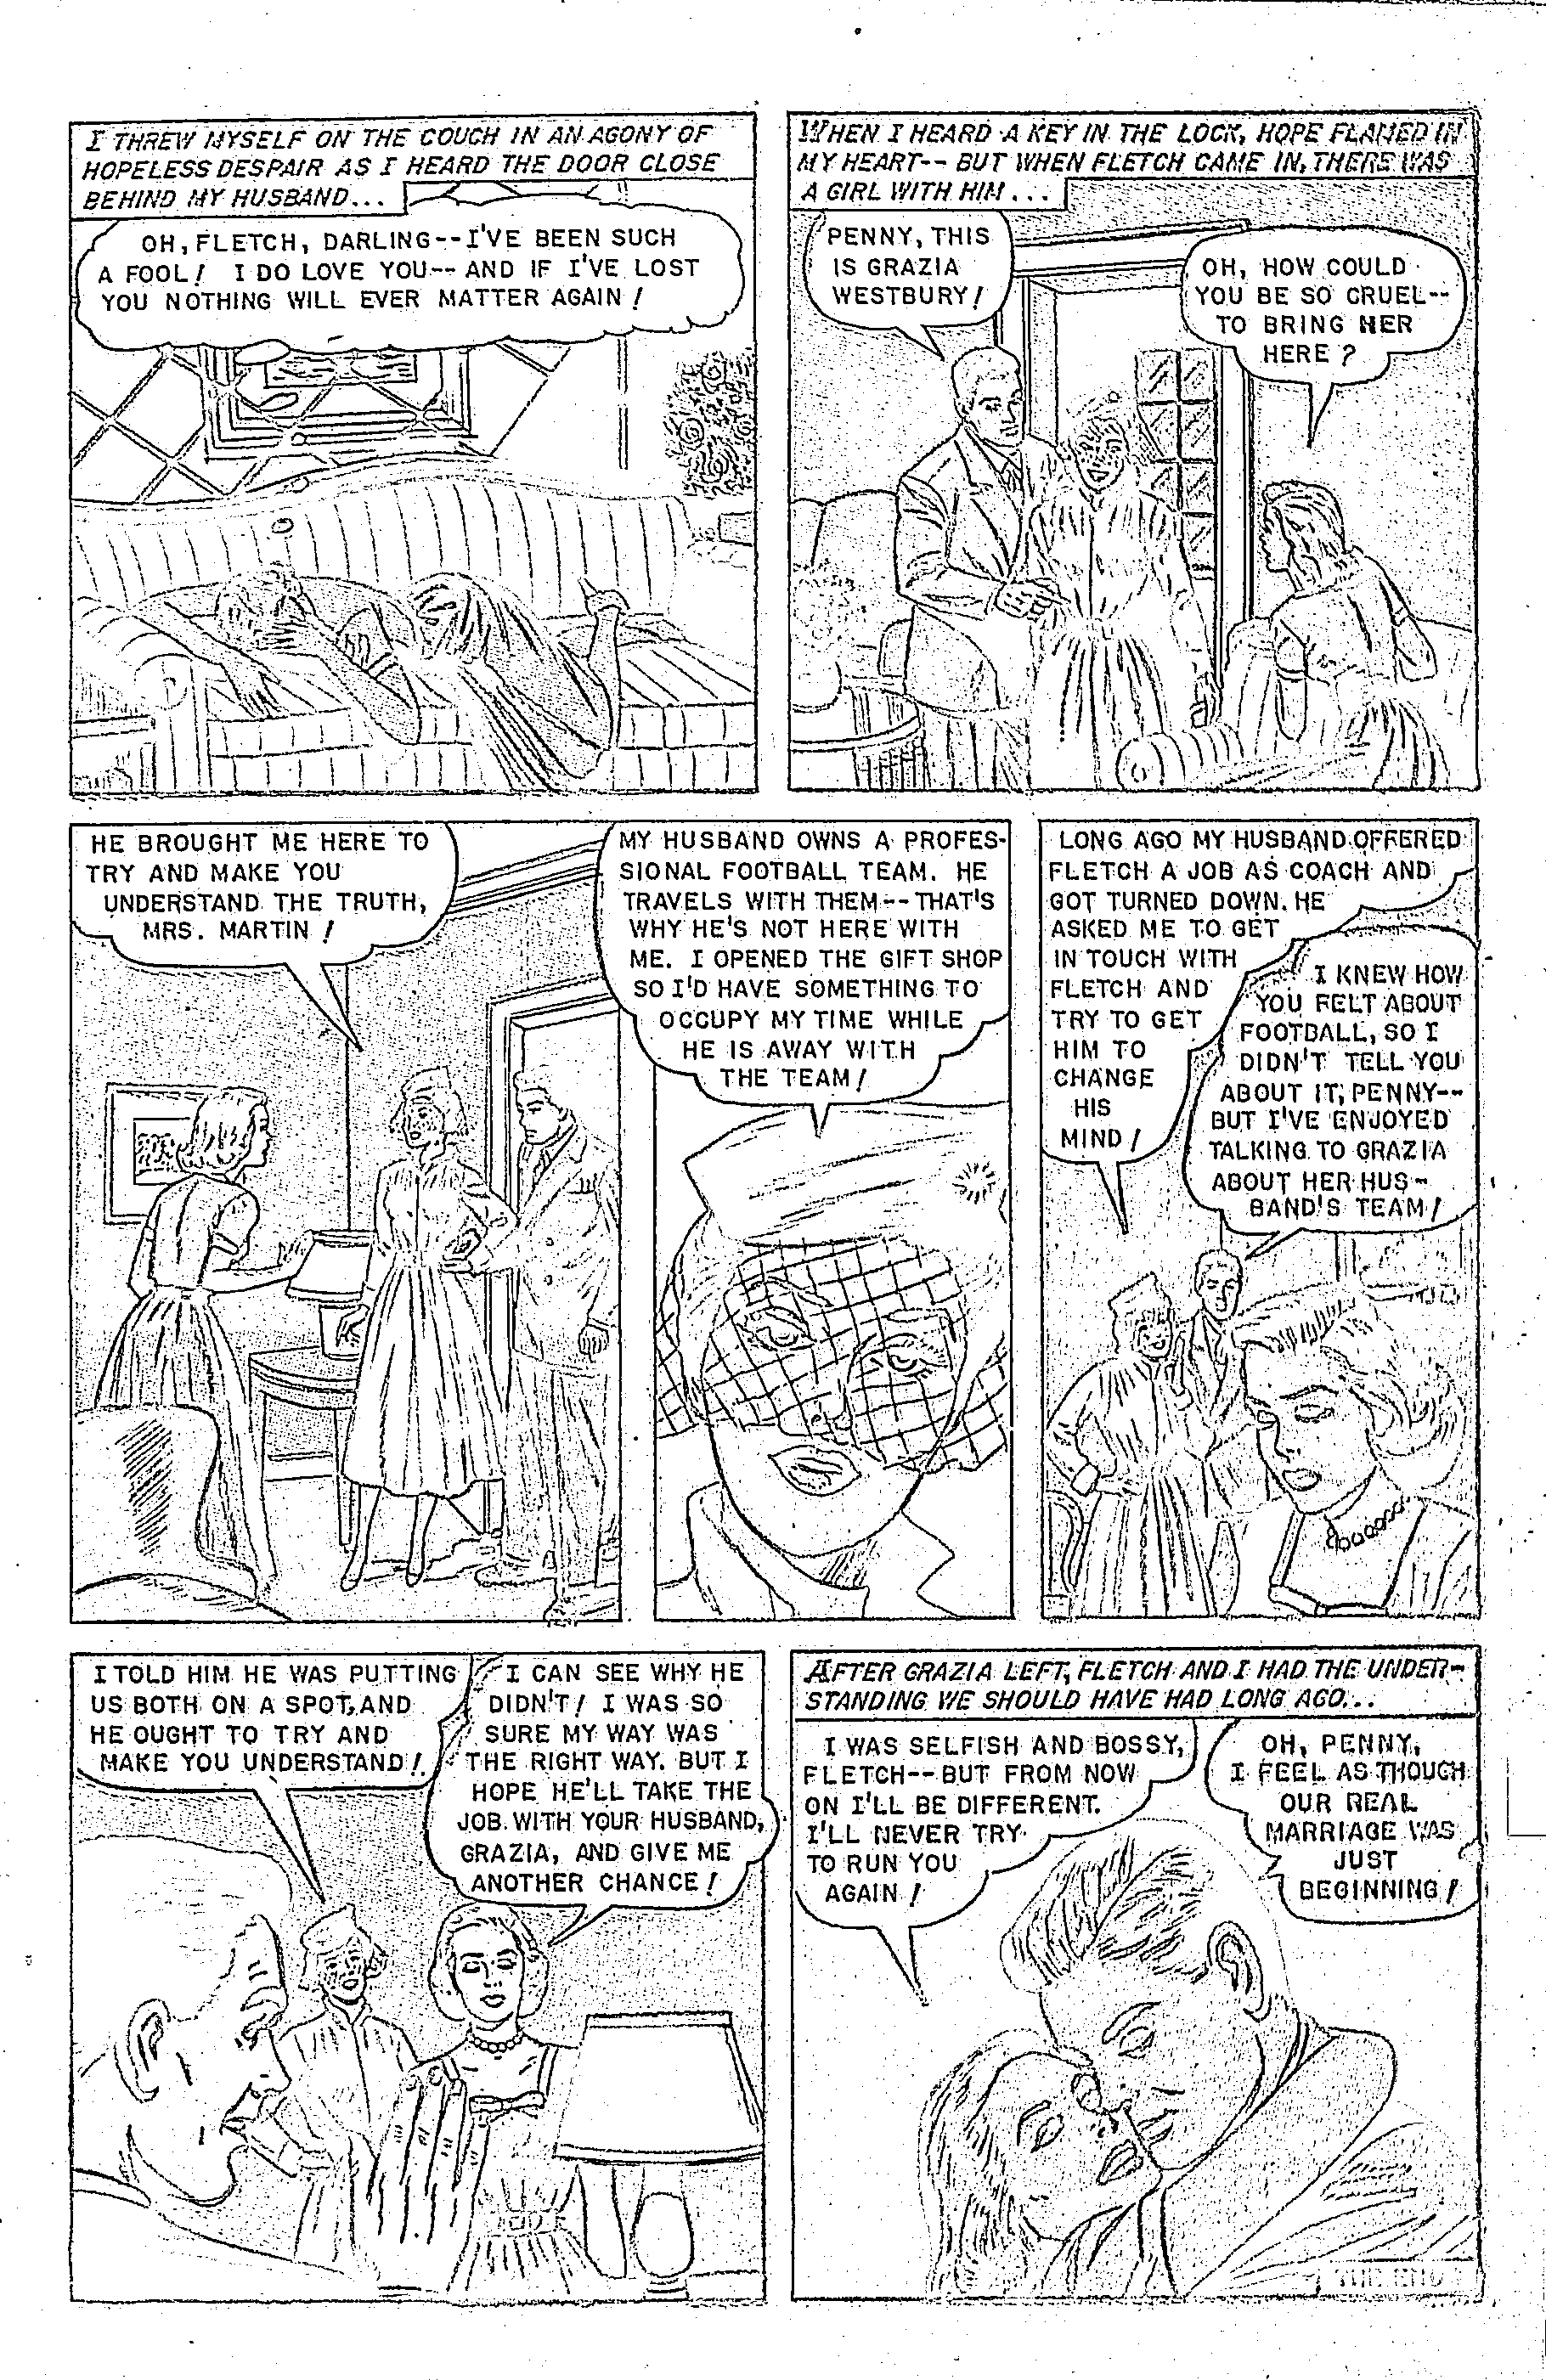 I THREW MYSELF ON THE COUCH IN AN AGONY OF
HOPELESS DESPAIR AS I HEARD THE DOOR CLOSE
BEHIND MY HUSBAND...
OH, FLETCH, DARLING--I'VE BEEN SUCH
A FOOL! I DO LOVE YOU--AND IF I'VE LOST
YOU NOTHING WILL EVER MATTER AGAIN!
WHEN I HEARD A KEY IN THE LOCK, HOPE FLAMED IN
MY HEART--BUT WHEN FLETCH CAME IN, THERE WAS
A GIRL WITH HIM...
PENNY, THIS
IS GRAZIA
WESTBURY!
OH, HOW COULD
YOU BE SO CRUEL--
TO BRING HER
HERE?
HE BROUGHT ME HERE TO
TRY AND MAKE YOU
UNDERSTAND THE TRUTH,
MRS. MARTIN!
MY HUSBAND OWNS A PROFES-
SIONAL FOOTBALL TEAM. HE
TRAVELS WITH THEM--THAT'S
WHY HE'S NOT HERE WITH
ME. I OPENED THE GIFT SHOP
SO I'D HAVE SOMETHING TO
OCCUPY MY TIME WHILE
HE IS AWAY WITH
THE TEAM!
LONG AGO MY HUSBAND OFFERED
FLETCH A JOB AS COACH AND
GOT TURNED DOWN. HE
ASKED ME TO GET
IN TOUCH WITH
FLETCH AND
TRY TO GET
HIM TO
CHANGE
HIS
MIND!
I KNEW HOW
YOU FELT ABOUT
FOOTBALL, SO I
DIDN'T TELL YOU
ABOUT IT, PENNY--
BUT I'VE ENJOYED
TALKING TO GRAZIA
ABOUT HER HUS-
BAND'S TEAM!
I TOLD HIM HE WAS PUTTING
US BOTH ON A SPOT, AND
HE OUGHT TO TRY AND
MAKE YOU UNDERSTAND!
I CAN SEE WHY HE
DIDN'T! I WAS SO
SURE MY WAY WAS
THE RIGHT WAY. BUT I
HOPE HE'LL TAKE THE
JOB WITH YOUR HUSBAND,
GRAZIA, AND GIVE ME
ANOTHER CHANCE!
AFTER GRAZIA LEFT, FLETCH AND I HAD THE UNDER-
STANDING WE SHOULD HAVE HAD LONG AGO...
I WAS SELFISH AND BOSSY,
FLETCH--BUT FROM NOW
ON I'LL BE DIFFERENT.
I'LL NEVER TRY
TO RUN YOU
AGAIN!
OH, PENNY,
I FEEL AS THOUGH
OUR REAL
MARRIAGE WAS
JUST
BEGINNING!
THE END